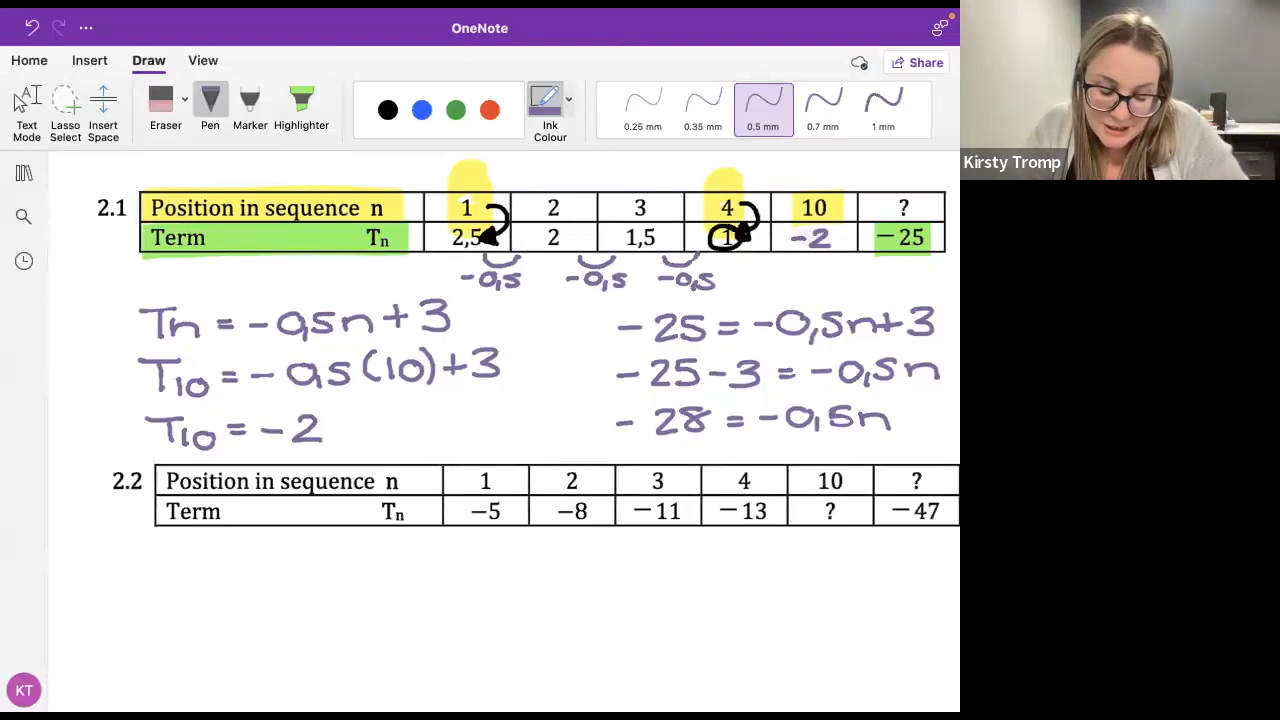 OneNote
Home Insert Draw View Share
Text Mode Lasso Select Insert Space Eraser Pen Marker Highlighter Ink Colour 0.25 mm 0.35 mm 0.5 mm 0.7 mm 1 mm
Kirsty Tromp
2.1 Position in sequence n 1 2 3 4 10 ?
Term Tₙ 2,5 2 1,5 1 -2 −25
-0,5 -0,5 -0,5
Tn = -0,5n + 3
T₁₀ = -0,5(10)+3
T₁₀ = -2
-25 = -0,5n+3
-25-3 = -0,5n
-28 = -0,5n
2.2 Position in sequence n 1 2 3 4 10 ?
Term Tₙ −5 −8 −11 −13 ? −47
KT